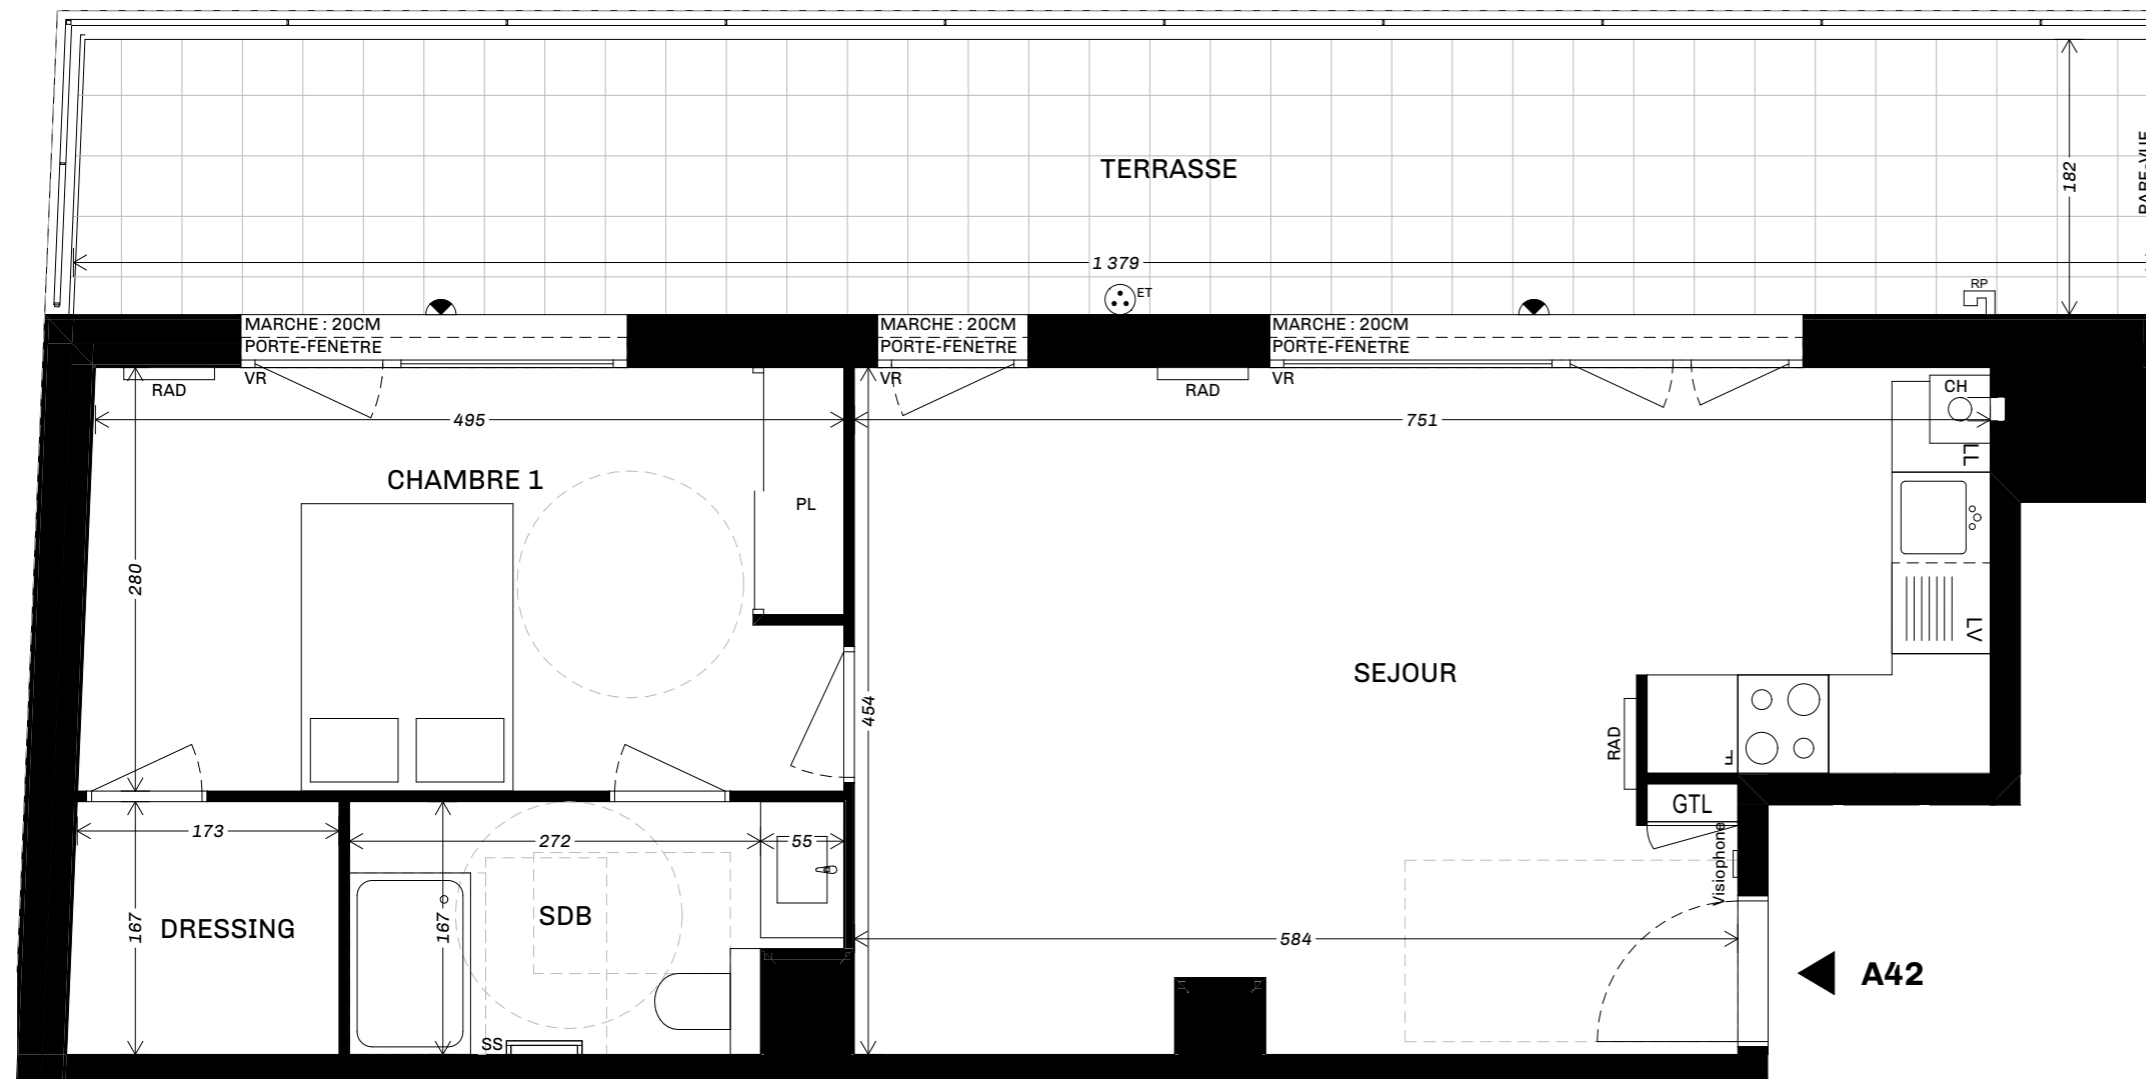 TERRASSE
182
PARE-VUE
1 379
ET
RP
MARCHE : 20CM
PORTE-FENETRE
VR
MARCHE : 20CM
PORTE-FENETRE
VR
MARCHE : 20CM
PORTE-FENETRE
VR
RAD
RAD
CH
495
751
LL
CHAMBRE 1
PL
280
LV
SEJOUR
454
RAD
F
GTL
Visiophone
173
272
55
167
DRESSING
167
SDB
584
A42
SS